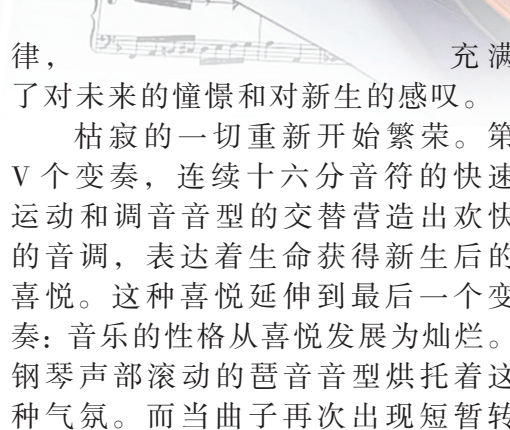 律，充满
了对未来的憧憬和对新生的感叹。
枯寂的一切重新开始繁荣。第
V 个变奏，连续十六分音符的快速
运动和调音音型的交替营造出欢快
的音调，表达着生命获得新生后的
喜悦。这种喜悦延伸到最后一个变
奏：音乐的性格从喜悦发展为灿烂。
钢琴声部滚动的琶音音型烘托着这
种气氛。而当曲子再次出现短暂转